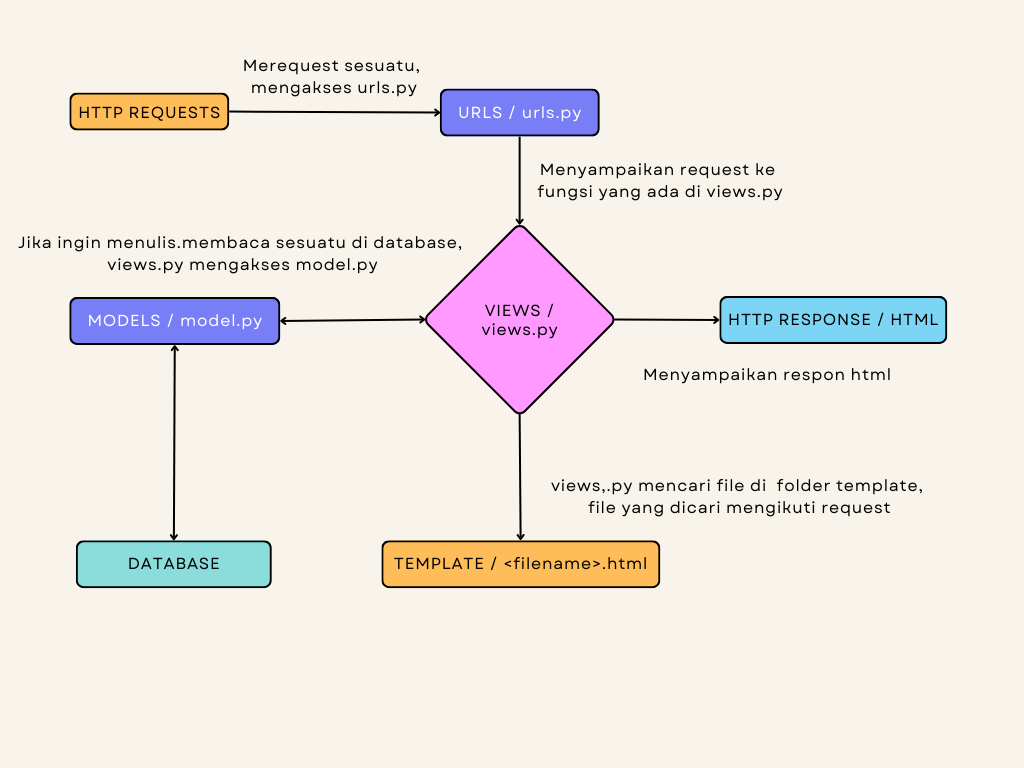 Merequest sesuatu,
mengakses urls.py
HTTP REQUESTS
URLS / urls.py
Menyampaikan request ke
fungsi yang ada di views.py
Jika ingin menulis.membaca sesuatu di database,
views.py mengakses model.py
MODELS / model.py
VIEWS /
views.py
HTTP RESPONSE / HTML
Menyampaikan respon html
views,.py mencari file di  folder template,
file yang dicari mengikuti request
DATABASE
TEMPLATE / <filename>.html